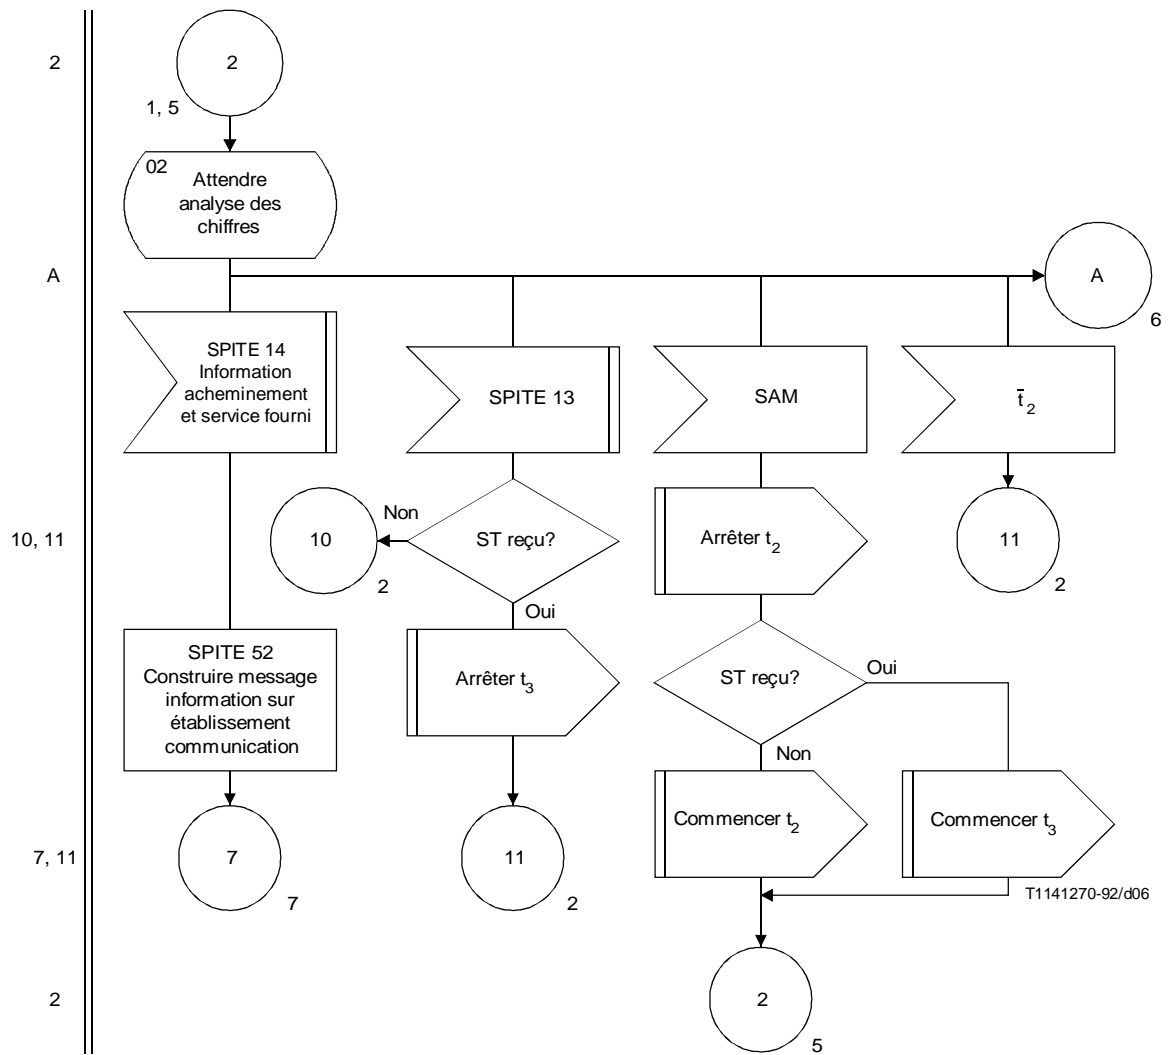 2
2
1, 5
02
Attendre
analyse des
chiffres
A
A
6
SPITE 14
Information
acheminement
et service fourni
SPITE 13
SAM
t̄2
10, 11
10
2
Non
ST reçu?
Oui
Arrêter t2
11
2
SPITE 52
Construire message
information sur
établissement
communication
Arrêter t3
ST reçu?
Oui
Non
Commencer t2
Commencer t3
7, 11
7
7
11
2
T1141270-92/d06
2
2
5